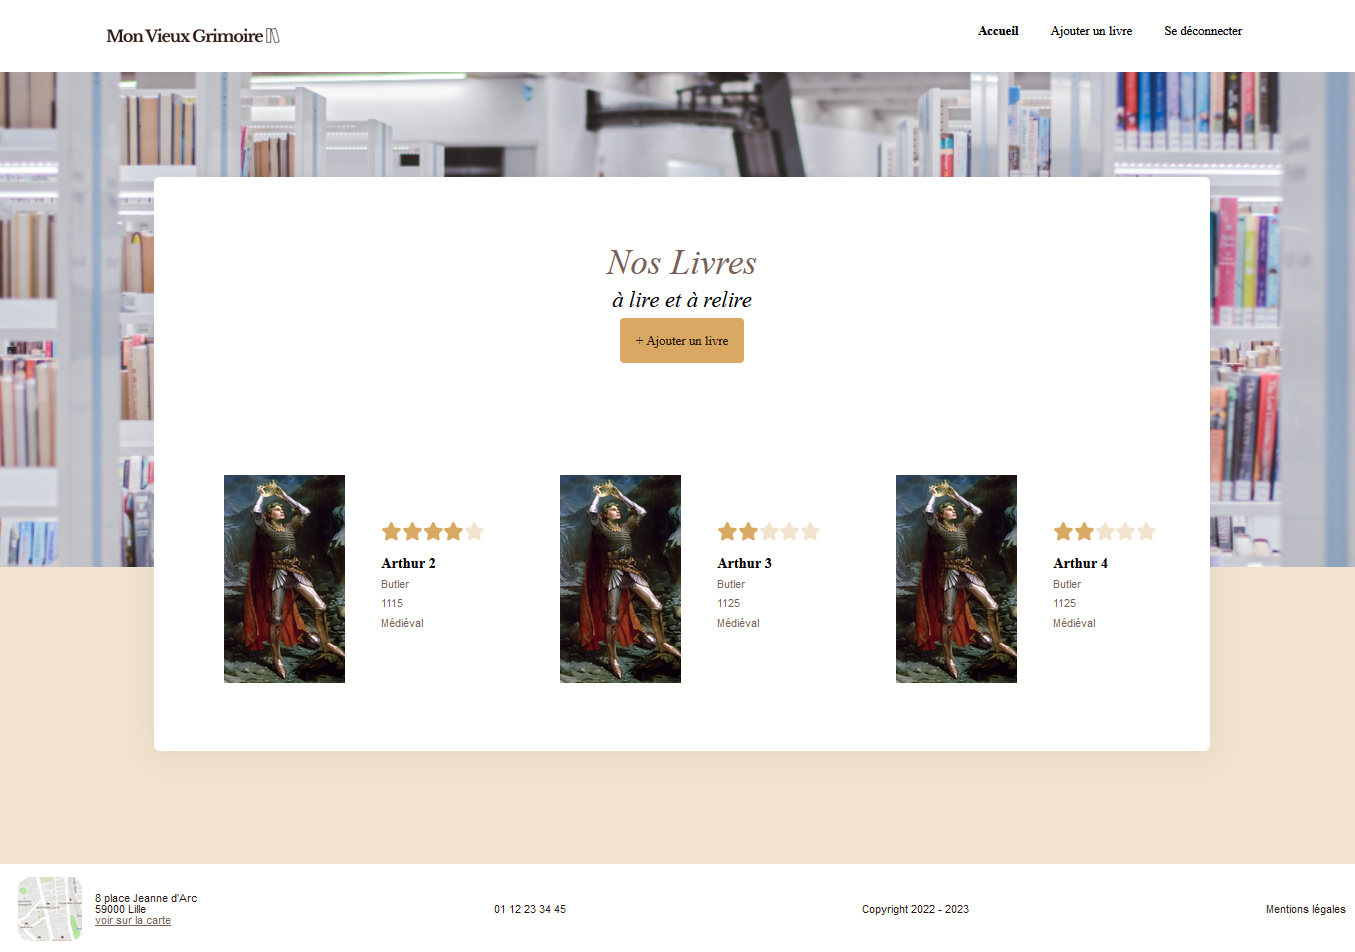 Mon Vieux Grimoire
Accueil
Ajouter un livre
Se déconnecter
Nos Livres
à lire et à relire
+ Ajouter un livre
Arthur 2
Butler
1115
Médiéval
Arthur 3
Butler
1125
Médiéval
Arthur 4
Butler
1125
Médiéval
8 place Jeanne d'Arc
59000 Lille
voir sur la carte
01 12 23 34 45
Copyright 2022 - 2023
Mentions légales